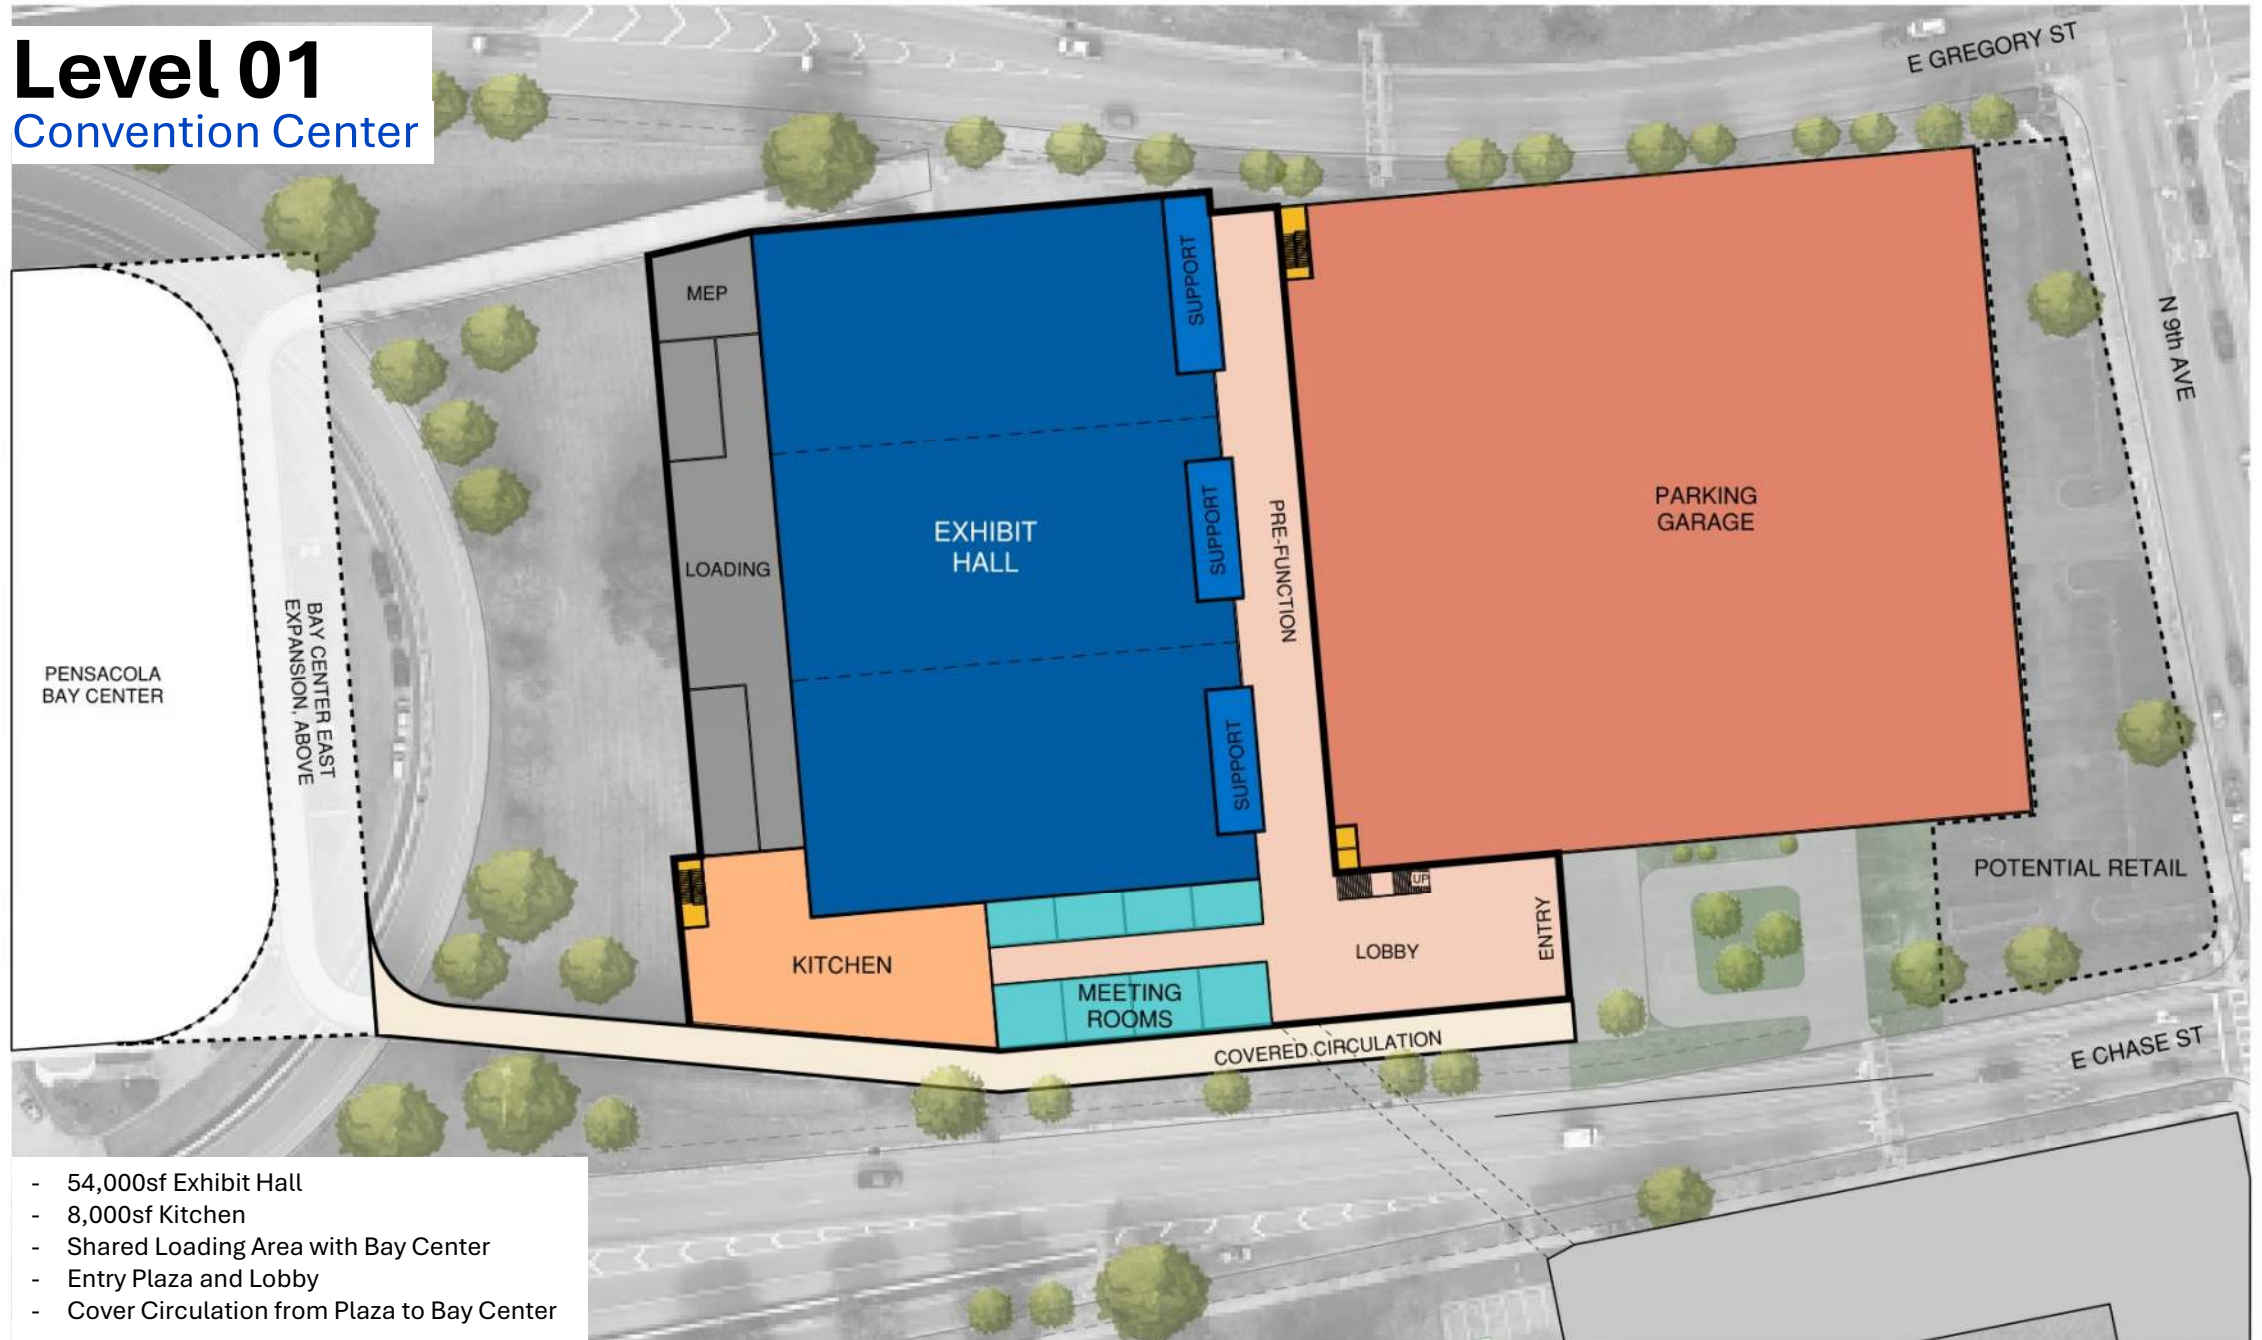 Level 01
Convention Center
E GREGORY ST
N 9th AVE
MEP
SUPPORT
LOADING
EXHIBIT
HALL
SUPPORT
PRE-FUNCTION
PARKING
GARAGE
PENSACOLA
BAY CENTER
BAY CENTER EAST
EXPANSION, ABOVE
SUPPORT
POTENTIAL RETAIL
UP
ENTRY
LOBBY
KITCHEN
MEETING
ROOMS
COVERED CIRCULATION
E CHASE ST
- 54,000sf Exhibit Hall
- 8,000sf Kitchen
- Shared Loading Area with Bay Center
- Entry Plaza and Lobby
- Cover Circulation from Plaza to Bay Center